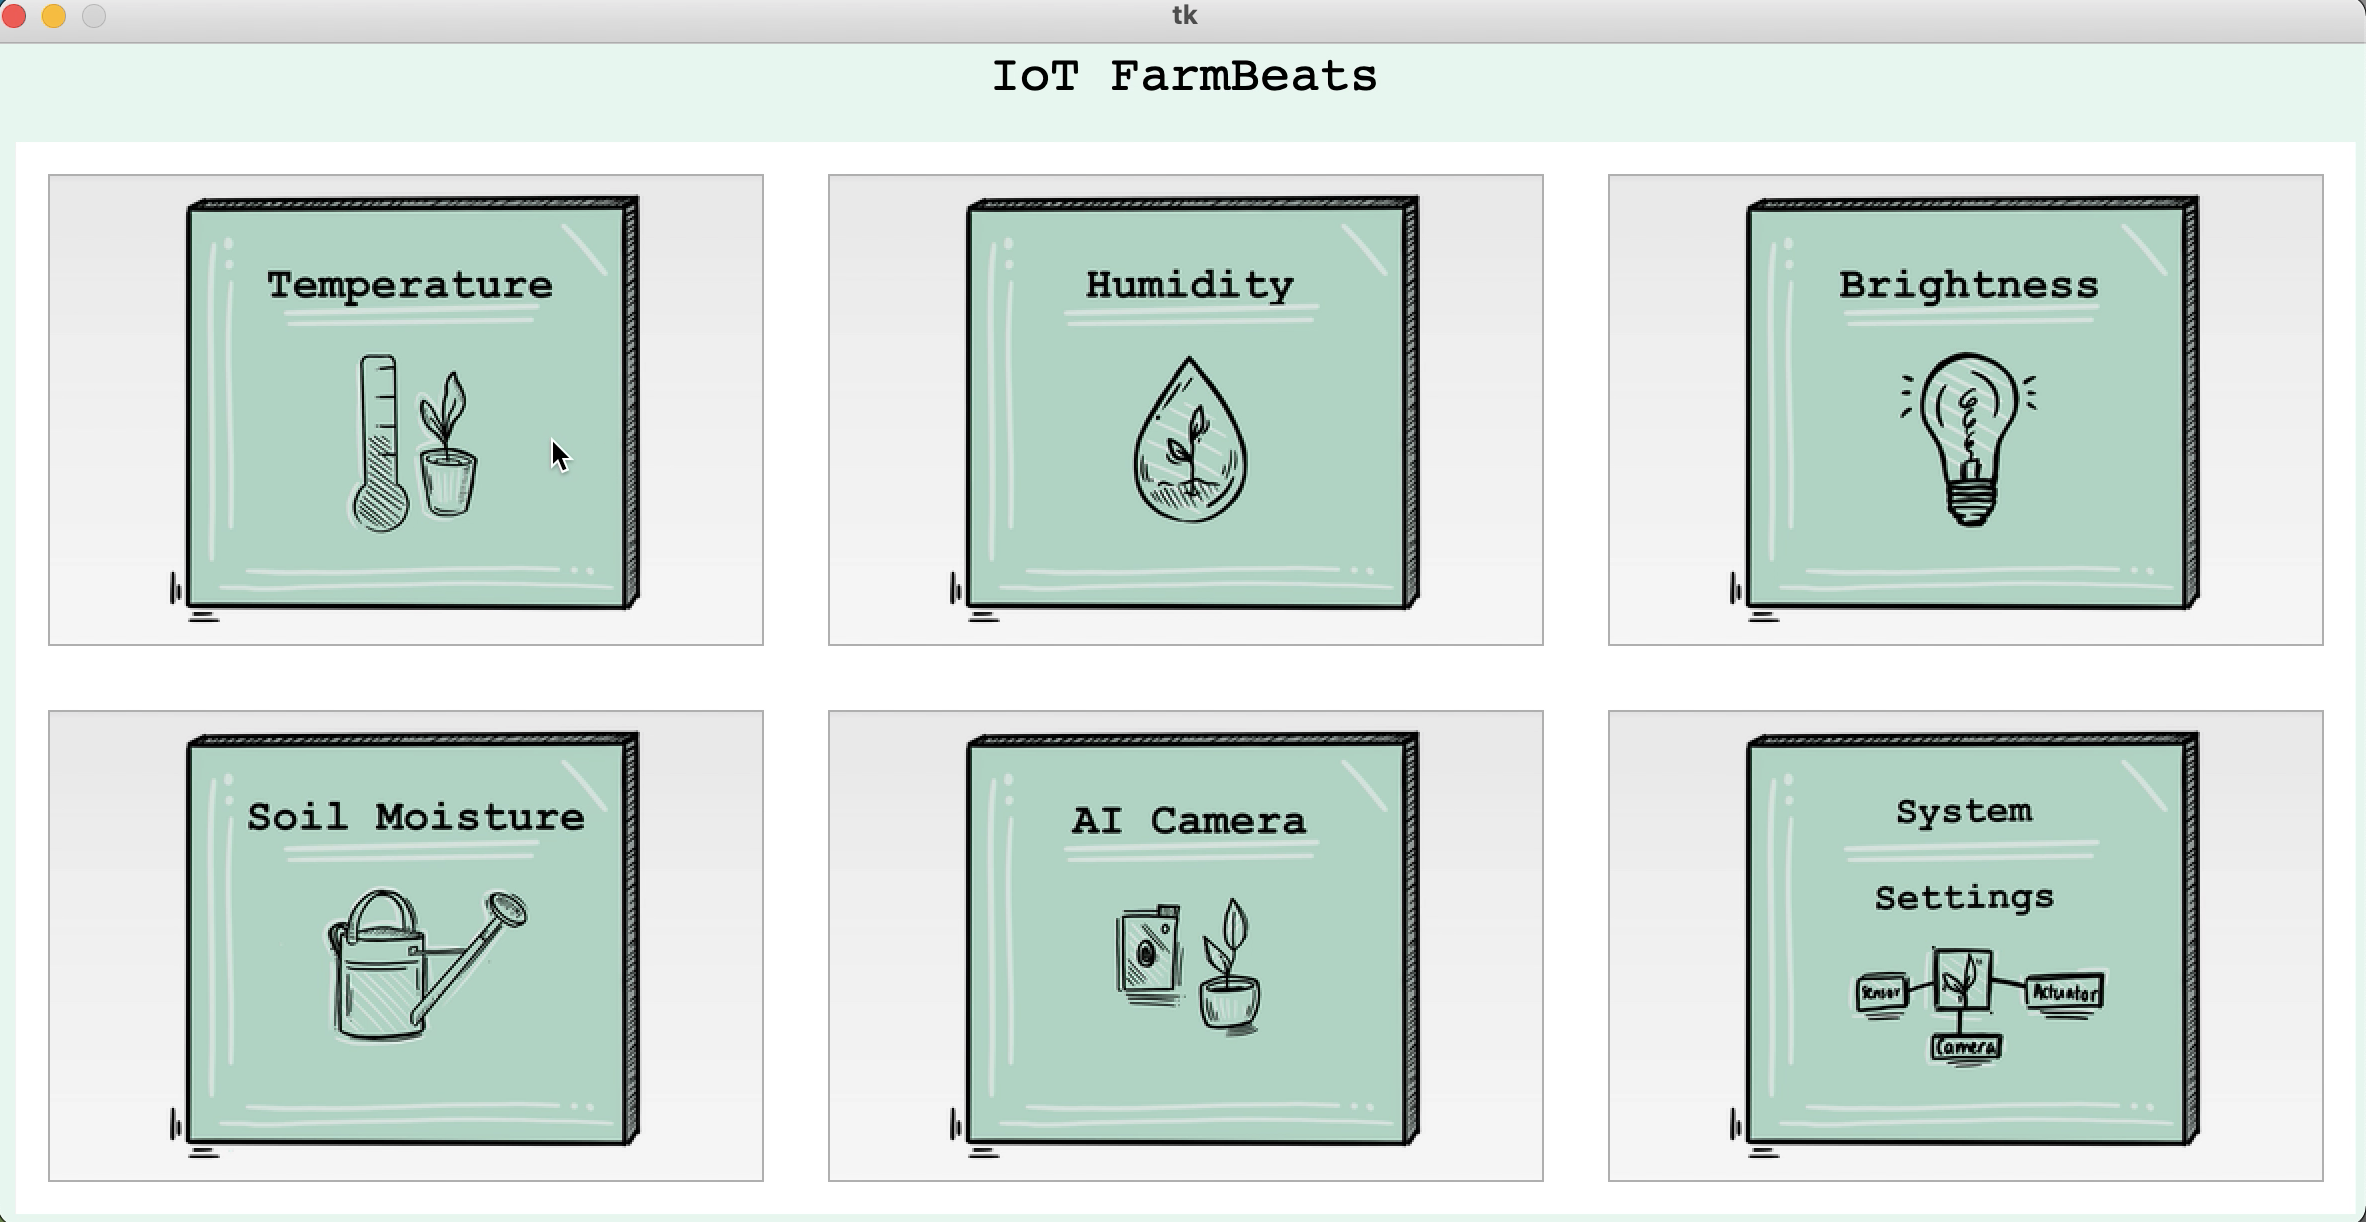 tk
IoT FarmBeats
Temperature
Humidity
Brightness
Soil Moisture
AI Camera
System
Settings
Sensor
Actuator
Camera